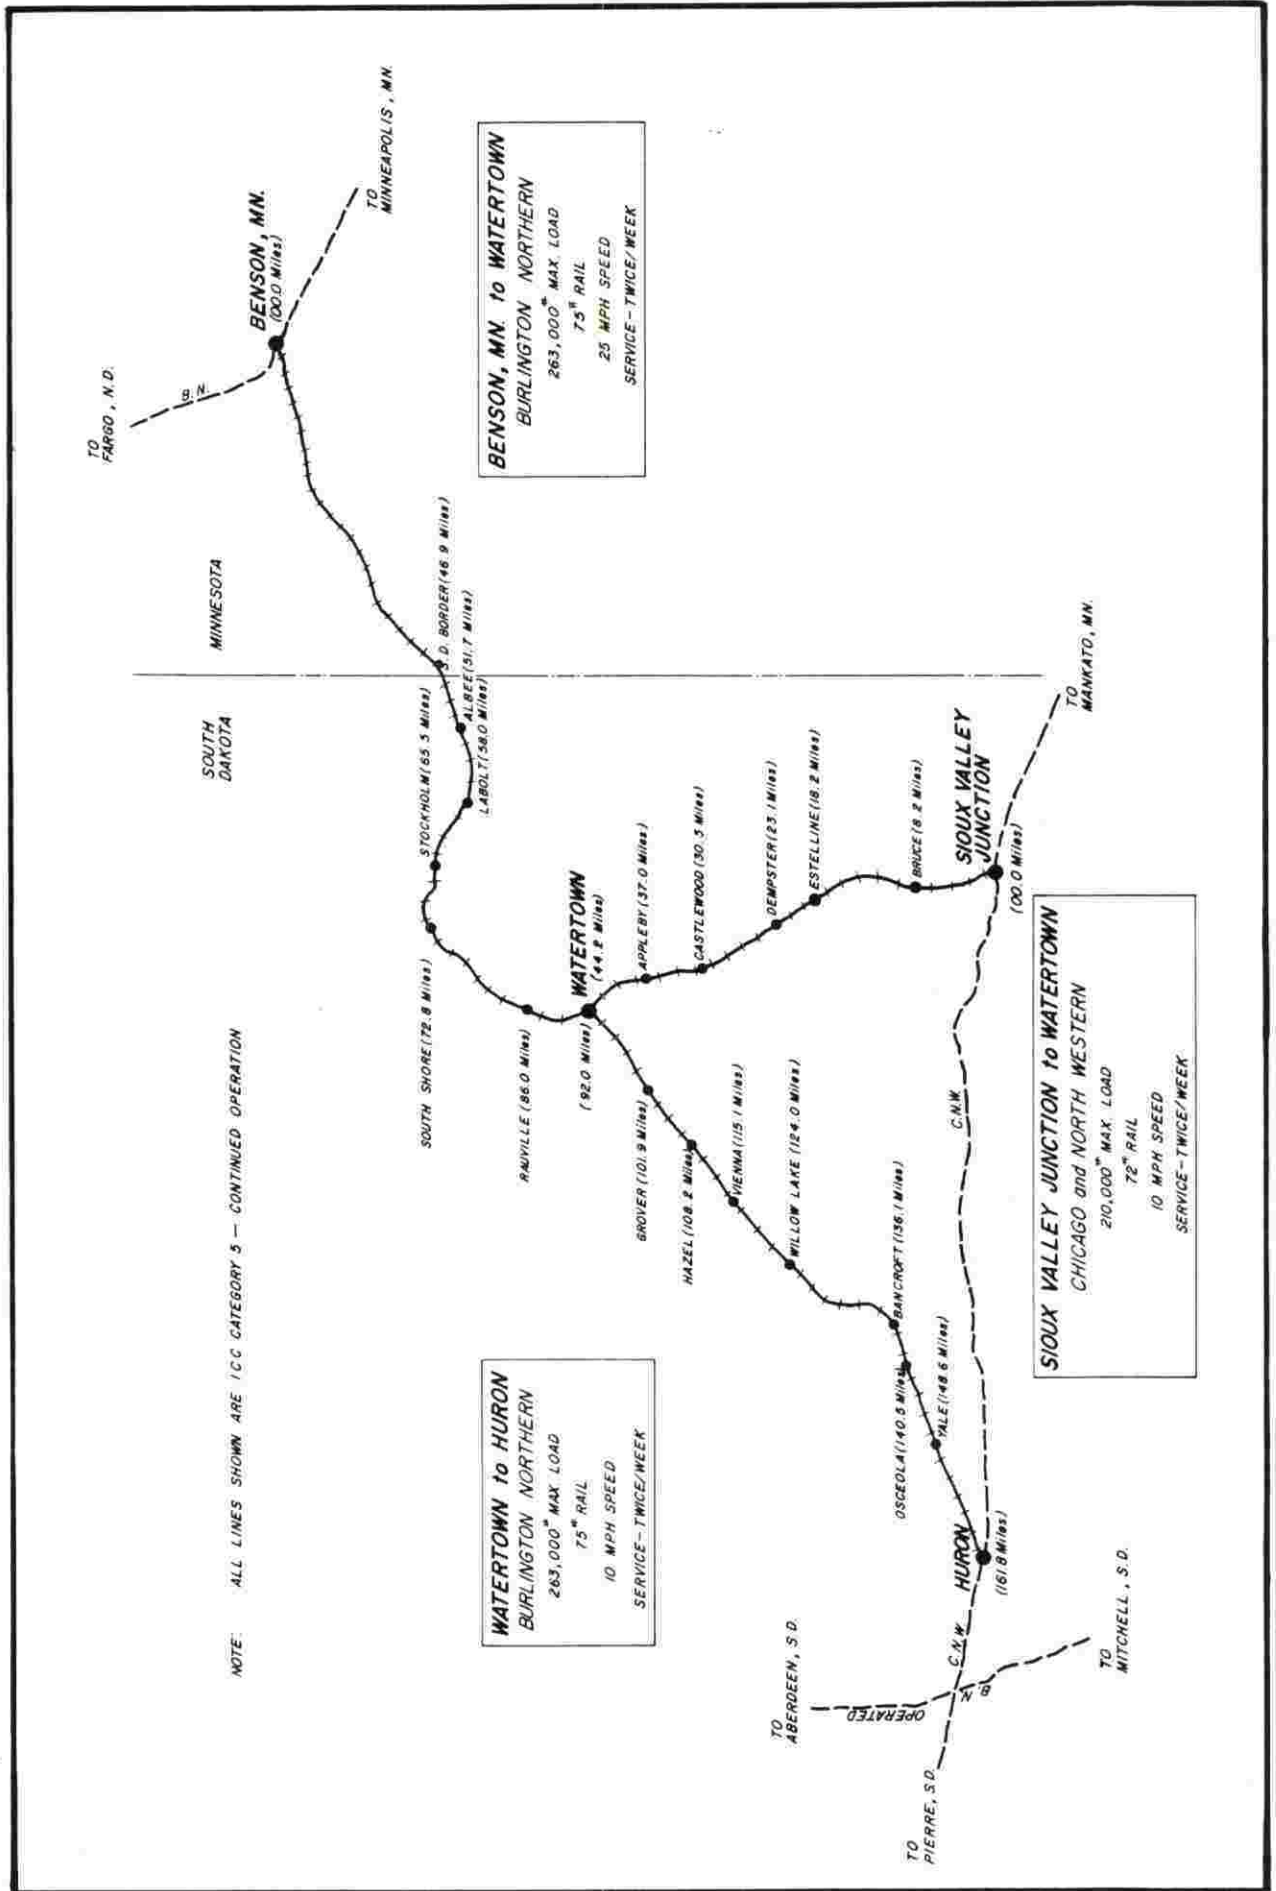 NOTE: ALL LINES SHOWN ARE ICC CATEGORY 5 — CONTINUED OPERATION
SOUTH
DAKOTA
MINNESOTA
TO
FARGO, N.D.
B.N.
BENSON, MN.
(00.0 Miles)
TO
MINNEAPOLIS, MN.
S.D. BORDER (46.9 Miles)
ALBEE (51.7 Miles)
LABOLT (58.0 Miles)
STOCKHOLM (65.5 Miles)
SOUTH SHORE (72.8 Miles)
RAUVILLE (86.0 Miles)
WATERTOWN
(44.2 Miles)
(92.0 Miles)
GROVER (101.9 Miles)
HAZEL (108.2 Miles)
VIENNA (115.1 Miles)
WILLOW LAKE (124.0 Miles)
BANCROFT (136.1 Miles)
OSCEOLA (140.5 Miles)
YALE (148.6 Miles)
HURON
(161.8 Miles)
APPLEBY (37.0 Miles)
CASTLEWOOD (30.5 Miles)
DEMPSTER (23.1 Miles)
ESTELLINE (18.2 Miles)
BRUCE (8.2 Miles)
SIOUX VALLEY
JUNCTION
(00.0 Miles)
TO
MANKATO, MN.
C.N.W.
C.N.W.
B.N.
OPERATED
TO
ABERDEEN, S.D.
TO
MITCHELL, S.D.
TO
PIERRE, S.D.
WATERTOWN to HURON
BURLINGTON NORTHERN
263,000# MAX. LOAD
75# RAIL
10 MPH SPEED
SERVICE-TWICE/WEEK
BENSON, MN. to WATERTOWN
BURLINGTON NORTHERN
263,000# MAX. LOAD
75# RAIL
25 MPH SPEED
SERVICE-TWICE/WEEK
SIOUX VALLEY JUNCTION to WATERTOWN
CHICAGO and NORTH WESTERN
210,000# MAX. LOAD
72# RAIL
10 MPH SPEED
SERVICE-TWICE/WEEK